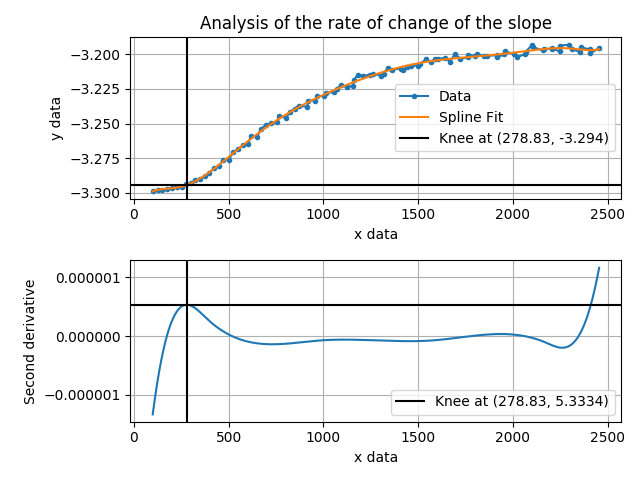 Analysis of the rate of change of the slope
−3.200
−3.225
−3.250
−3.275
−3.300
y data
Data
Spline Fit
Knee at (278.83, -3.294)
0 500 1000 1500 2000 2500
x data
0.000001
0.000000
−0.000001
Second derivative
Knee at (278.83, 5.3334)
0 500 1000 1500 2000 2500
x data